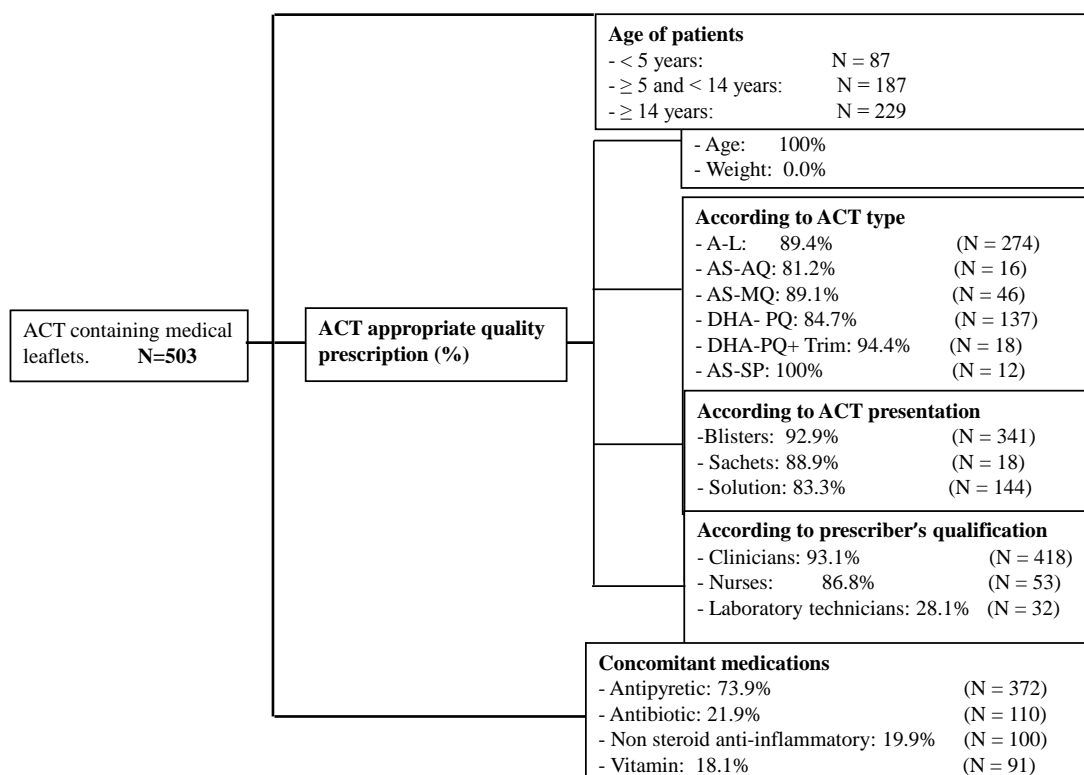 Age of patients
- < 5 years: N = 87
- ≥ 5 and < 14 years: N = 187
- ≥ 14 years: N = 229
- Age: 100%
- Weight: 0.0%
According to ACT type
- A-L: 89.4% (N = 274)
- AS-AQ: 81.2% (N = 16)
- AS-MQ: 89.1% (N = 46)
- DHA- PQ: 84.7% (N = 137)
- DHA-PQ+ Trim: 94.4% (N = 18)
- AS-SP: 100% (N = 12)
ACT containing medical
leaflets. N=503
ACT appropriate quality
prescription (%)
According to ACT presentation
-Blisters: 92.9% (N = 341)
- Sachets: 88.9% (N = 18)
- Solution: 83.3% (N = 144)
According to prescriber's qualification
- Clinicians: 93.1% (N = 418)
- Nurses: 86.8% (N = 53)
- Laboratory technicians: 28.1% (N = 32)
Concomitant medications
- Antipyretic: 73.9% (N = 372)
- Antibiotic: 21.9% (N = 110)
- Non steroid anti-inflammatory: 19.9% (N = 100)
- Vitamin: 18.1% (N = 91)